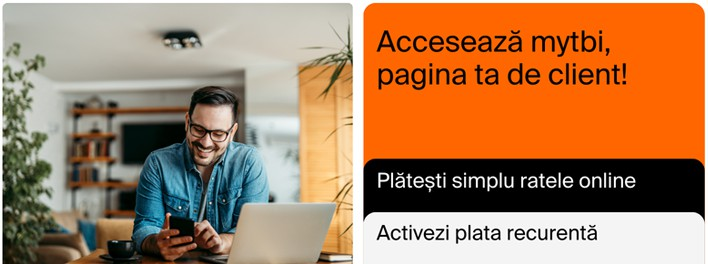 Accesează mytbi,
pagina ta de client!
Plătești simplu ratele online
Activezi plata recurentă